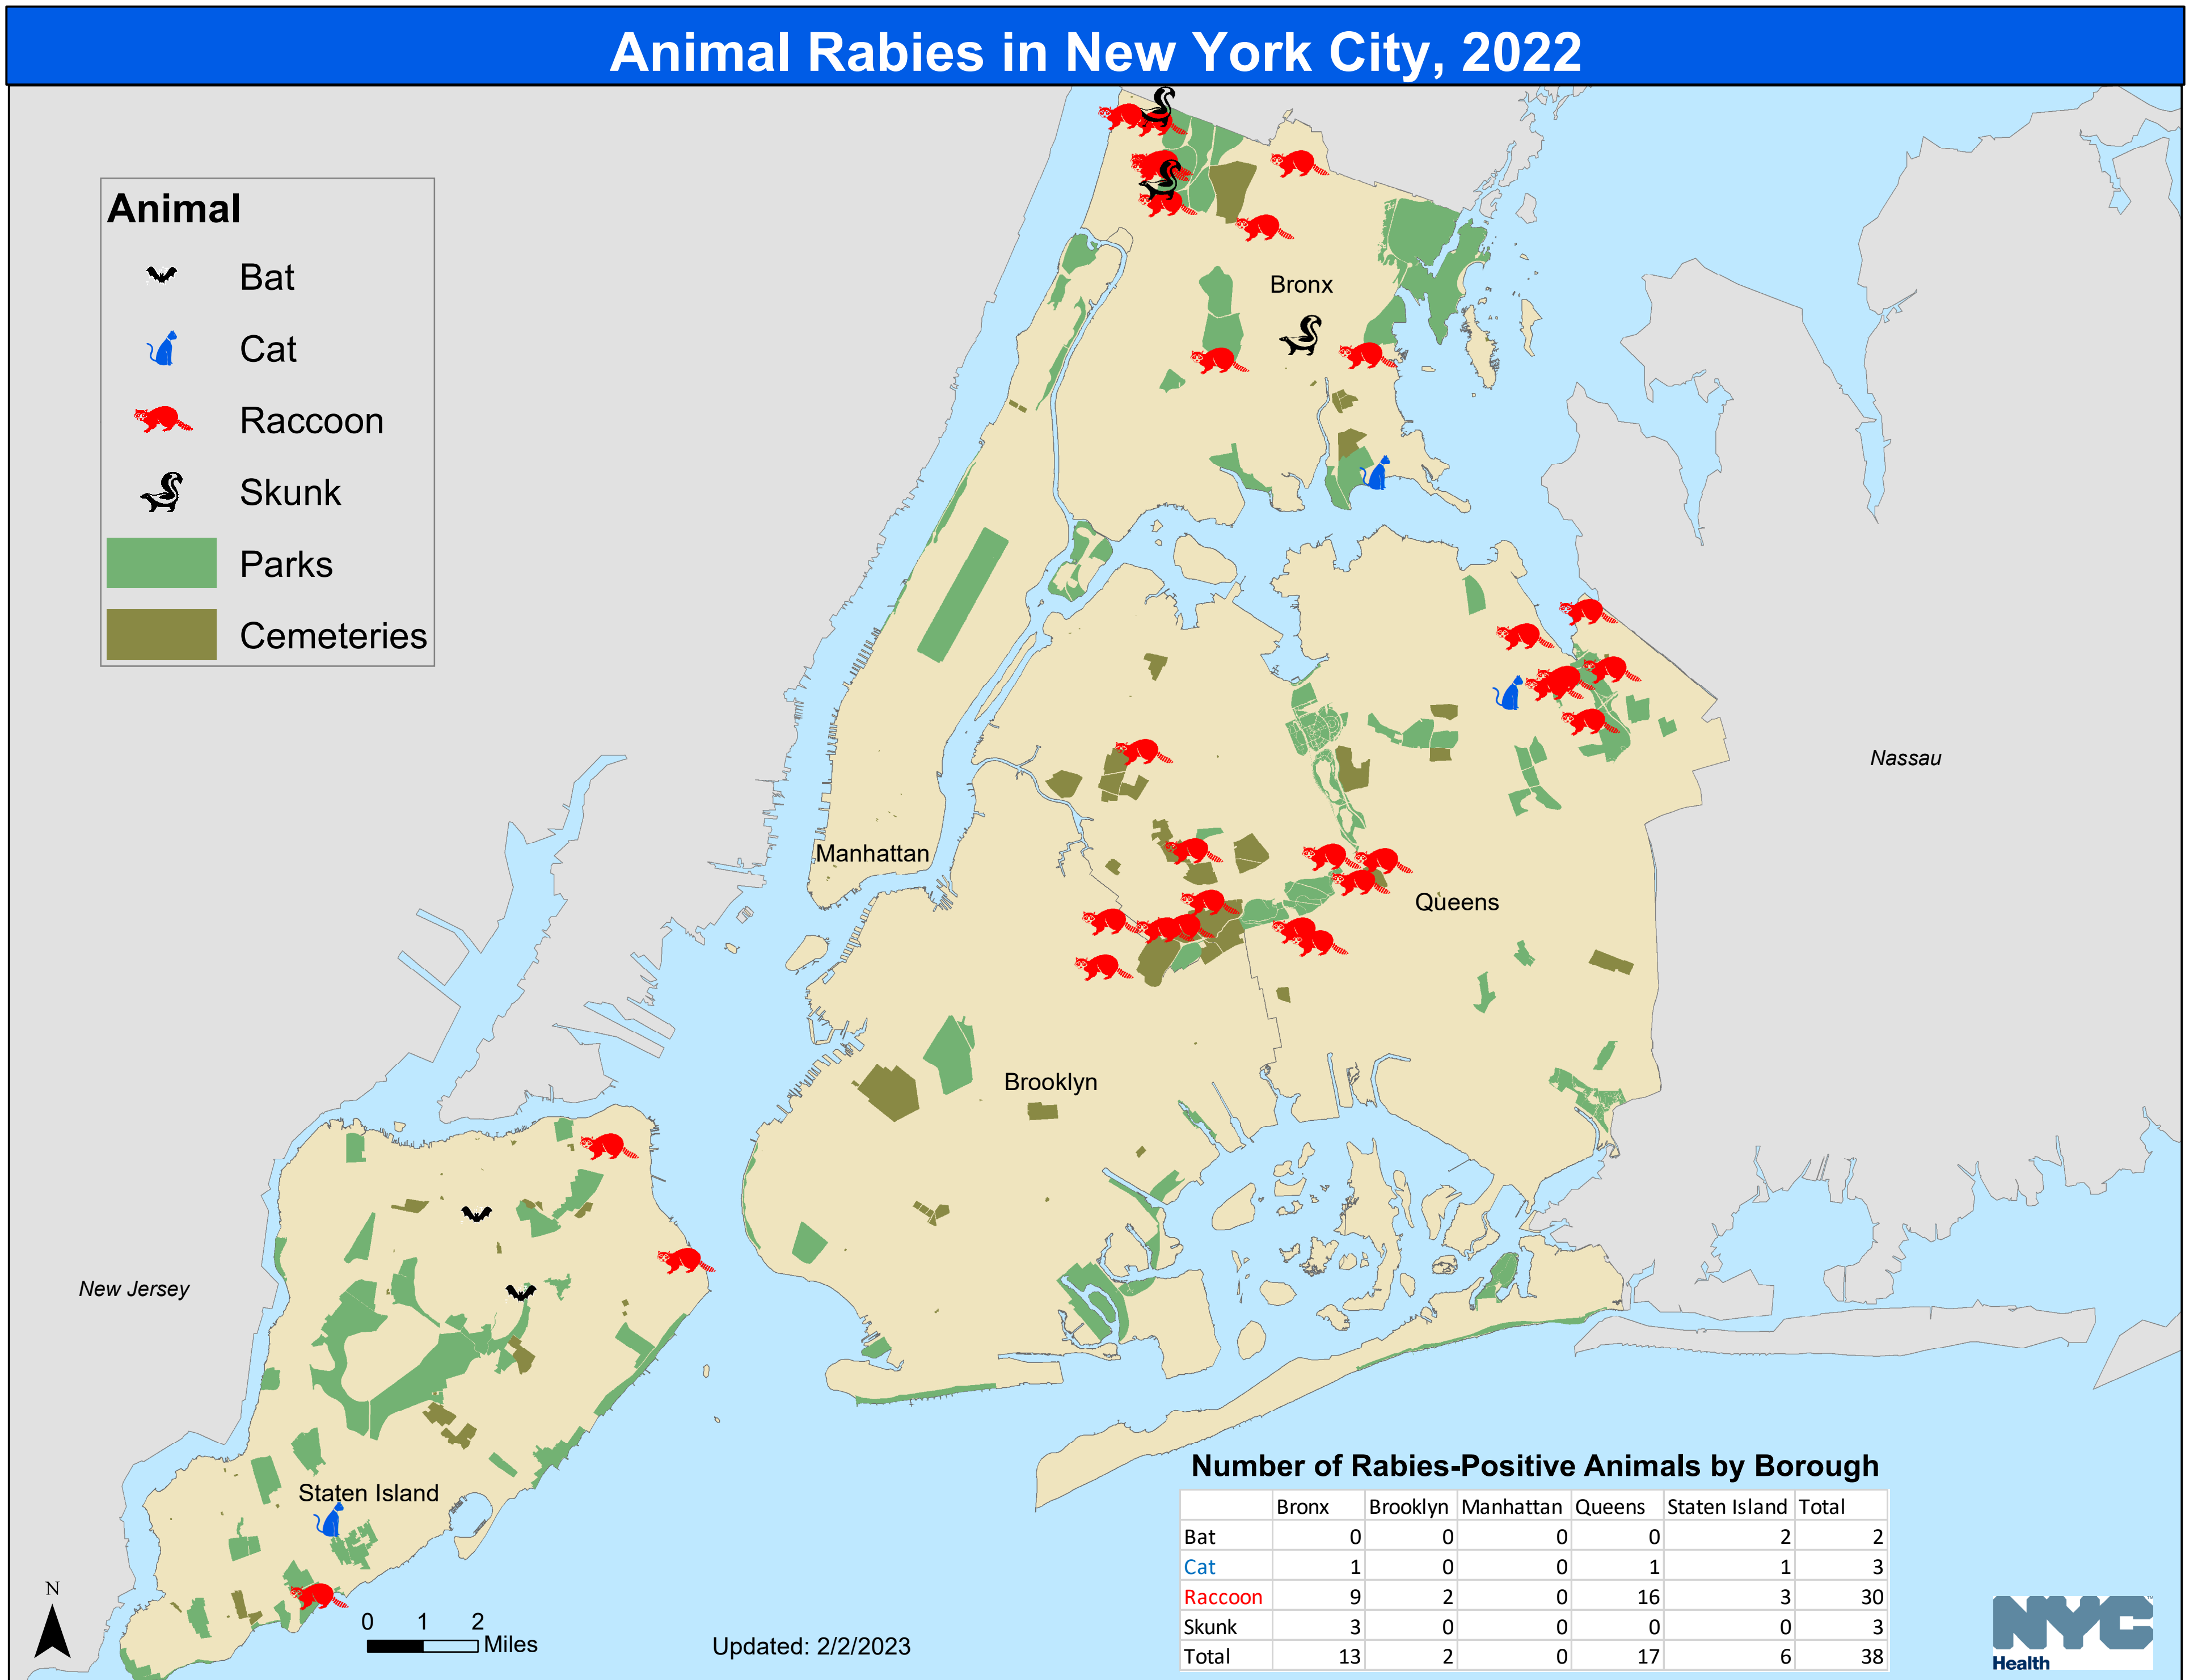 Animal Rabies in New York City, 2022
Animal
Bat
Cat
Raccoon
Skunk
Parks
Cemeteries
Bronx
Manhattan
Queens
Nassau
Brooklyn
New Jersey
Staten Island
N
0 1 2
Miles
Updated: 2/2/2023
Number of Rabies-Positive Animals by Borough
Bronx Brooklyn Manhattan Queens Staten Island Total
Bat 0 0 0 0 2 2
Cat 1 0 0 1 1 3
Raccoon 9 2 0 16 3 30
Skunk 3 0 0 0 0 3
Total 13 2 0 17 6 38
NYC
Health